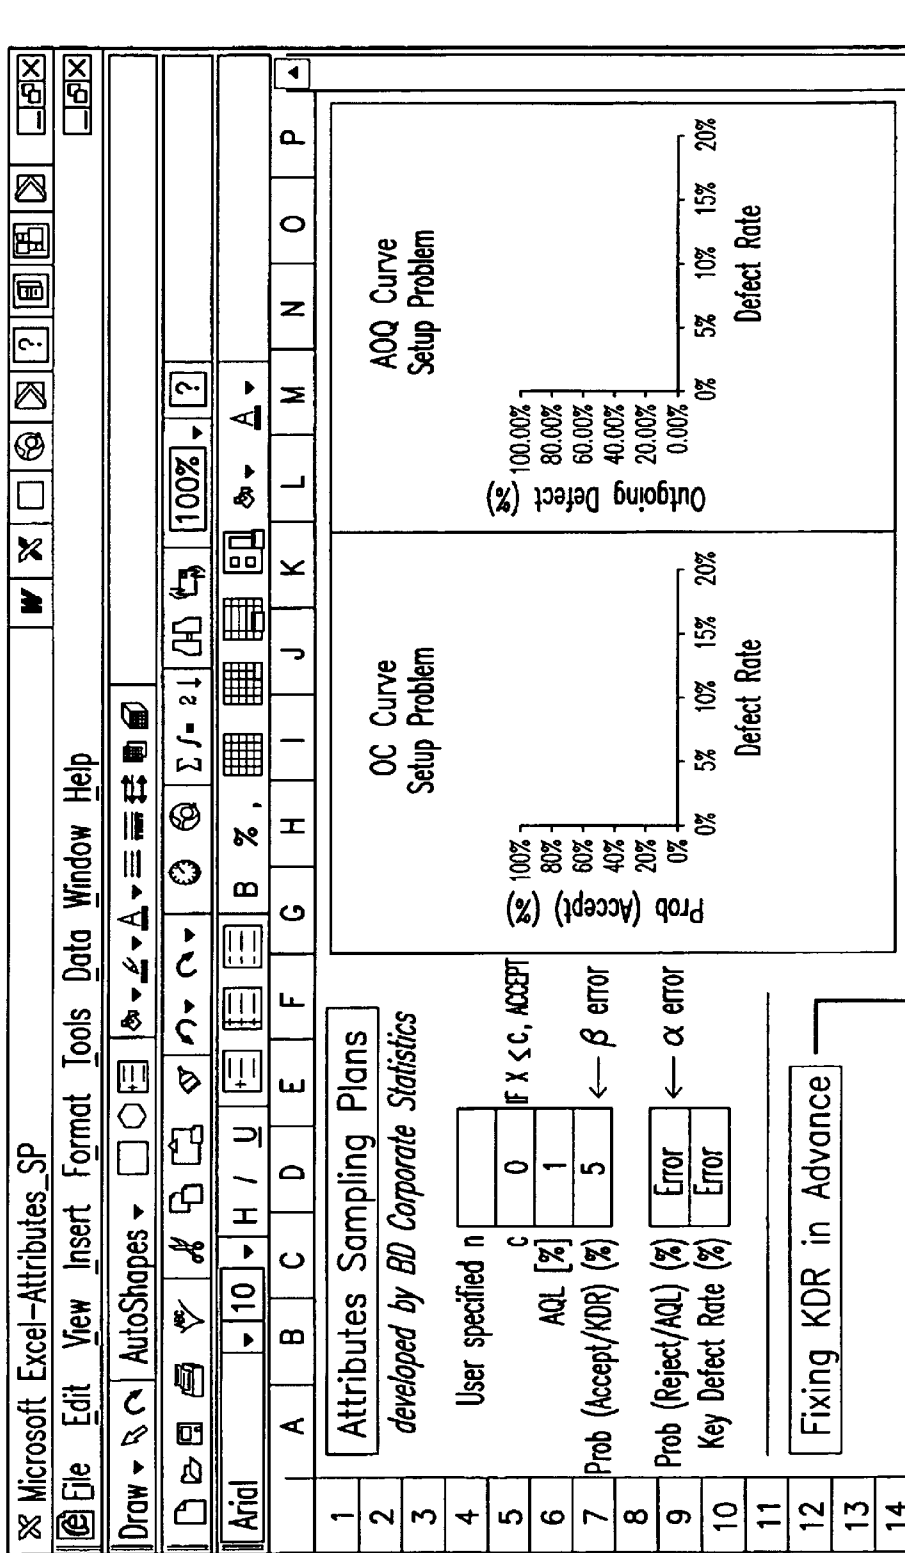 Microsoft Excel-Attributes_SP
File Edit View Insert Format Tools Data Window Help
Draw AutoShapes A
ABC Σ f= 2↓ 100% ?
Arial 10 H I U B % , A
A B C D E F G H I J K L M N O P
1 Attributes Sampling Plans
2 developed by BD Corporate Statistics
3
4 User specified n
5 c 0 IF X ≤ C, ACCEPT
6 AQL [%] 1
7 Prob (Accept/KDR) (%) 5 ← β error
8
9 Prob (Reject/AQL) (%) Error ← α error
10 Key Defect Rate (%) Error
11
12 Fixing KDR in Advance
13
14
OC Curve
Setup Problem
Prob (Accept) (%)
100%
80%
60%
40%
20%
0%
0% 5% 10% 15% 20%
Defect Rate
AOQ Curve
Setup Problem
Outgoing Defect (%)
100.00%
80.00%
60.00%
40.00%
20.00%
0.00%
0% 5% 10% 15% 20%
Defect Rate